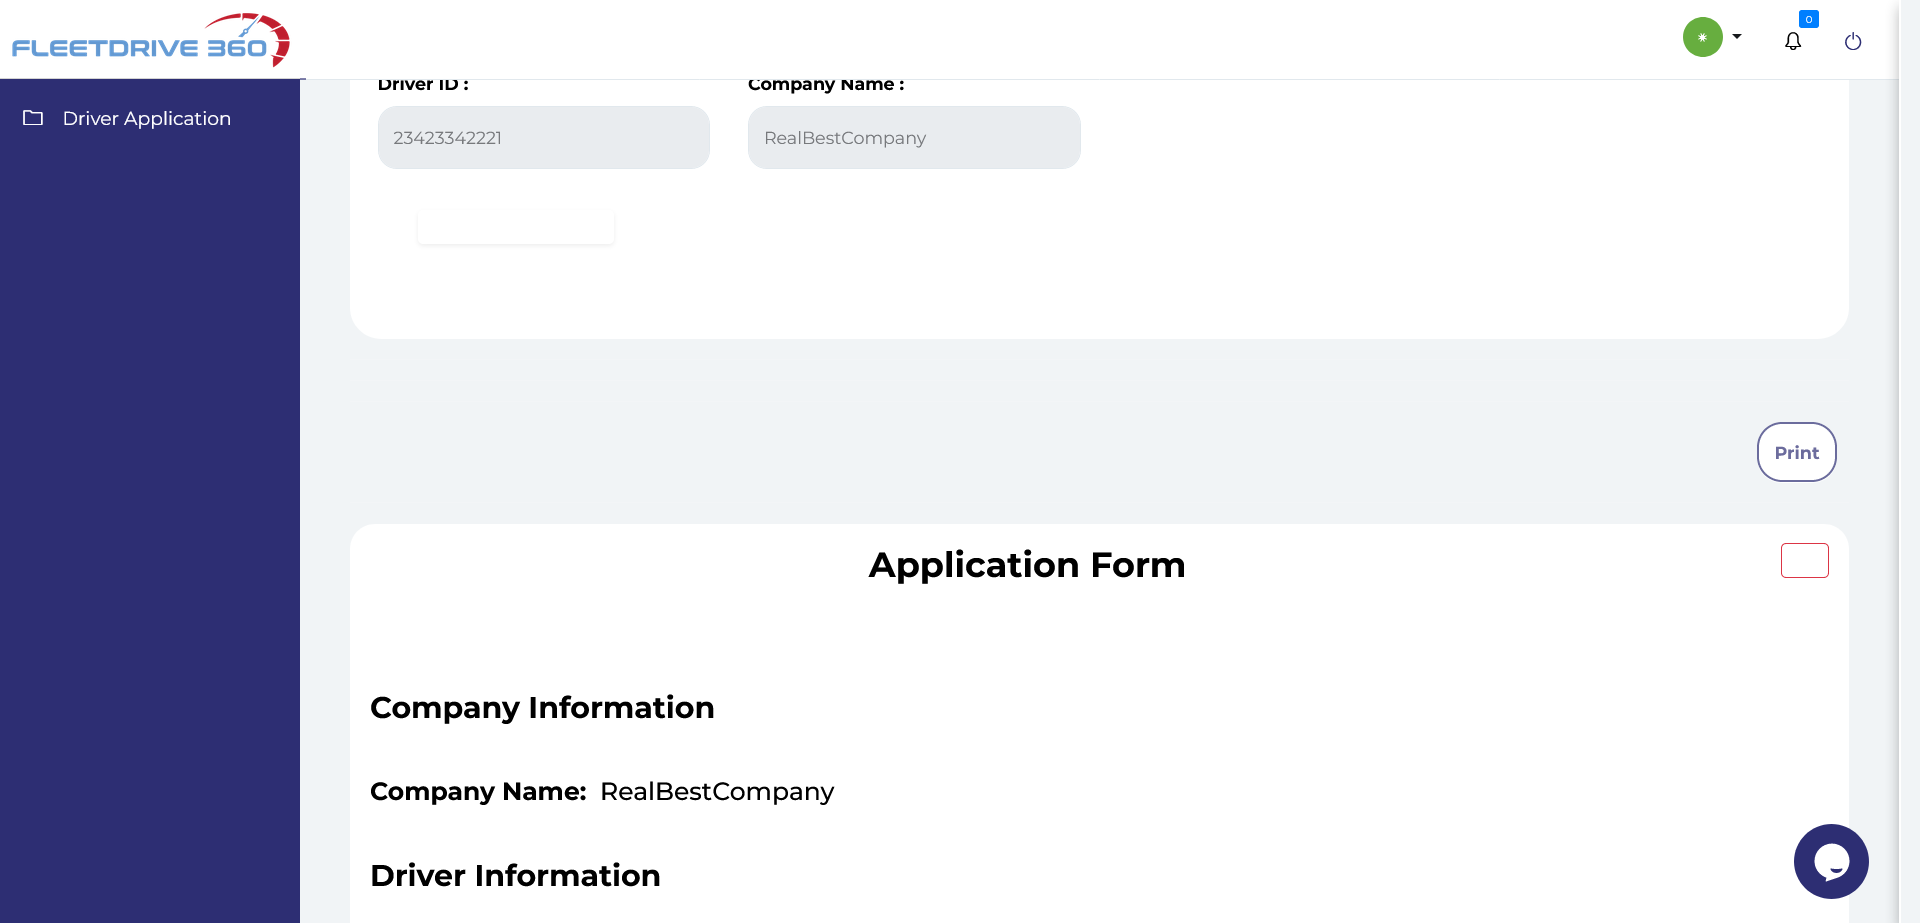 FLEETDRIVE 360
0
Driver Application
Driver ID :
Company Name :
23423342221
RealBestCompany
Print
Application Form
Company Information
Company Name: RealBestCompany
Driver Information